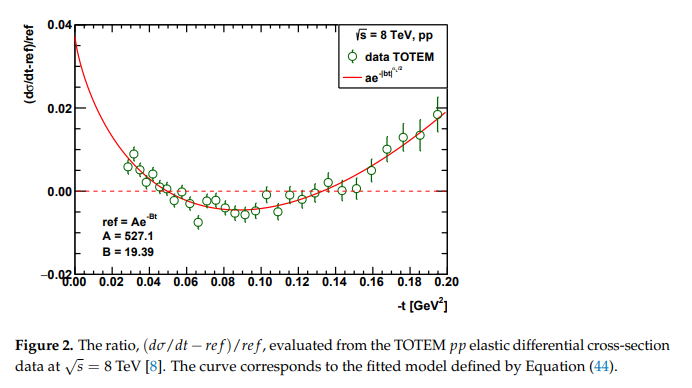 0.04
(dσ/dt-ref)/ref
√s = 8 TeV, pp
data TOTEM
0.02
0.00
ref = Ae-Bt
A = 527.1
B = 19.39
−0.02
0.00 0.02 0.04 0.06 0.08 0.10 0.12 0.14 0.16 0.18 0.20
-t [GeV²]
Figure 2. The ratio, (dσ/dt − ref)/ref, evaluated from the TOTEM pp elastic differential cross-section
data at √s = 8 TeV [8]. The curve corresponds to the fitted model defined by Equation (44).